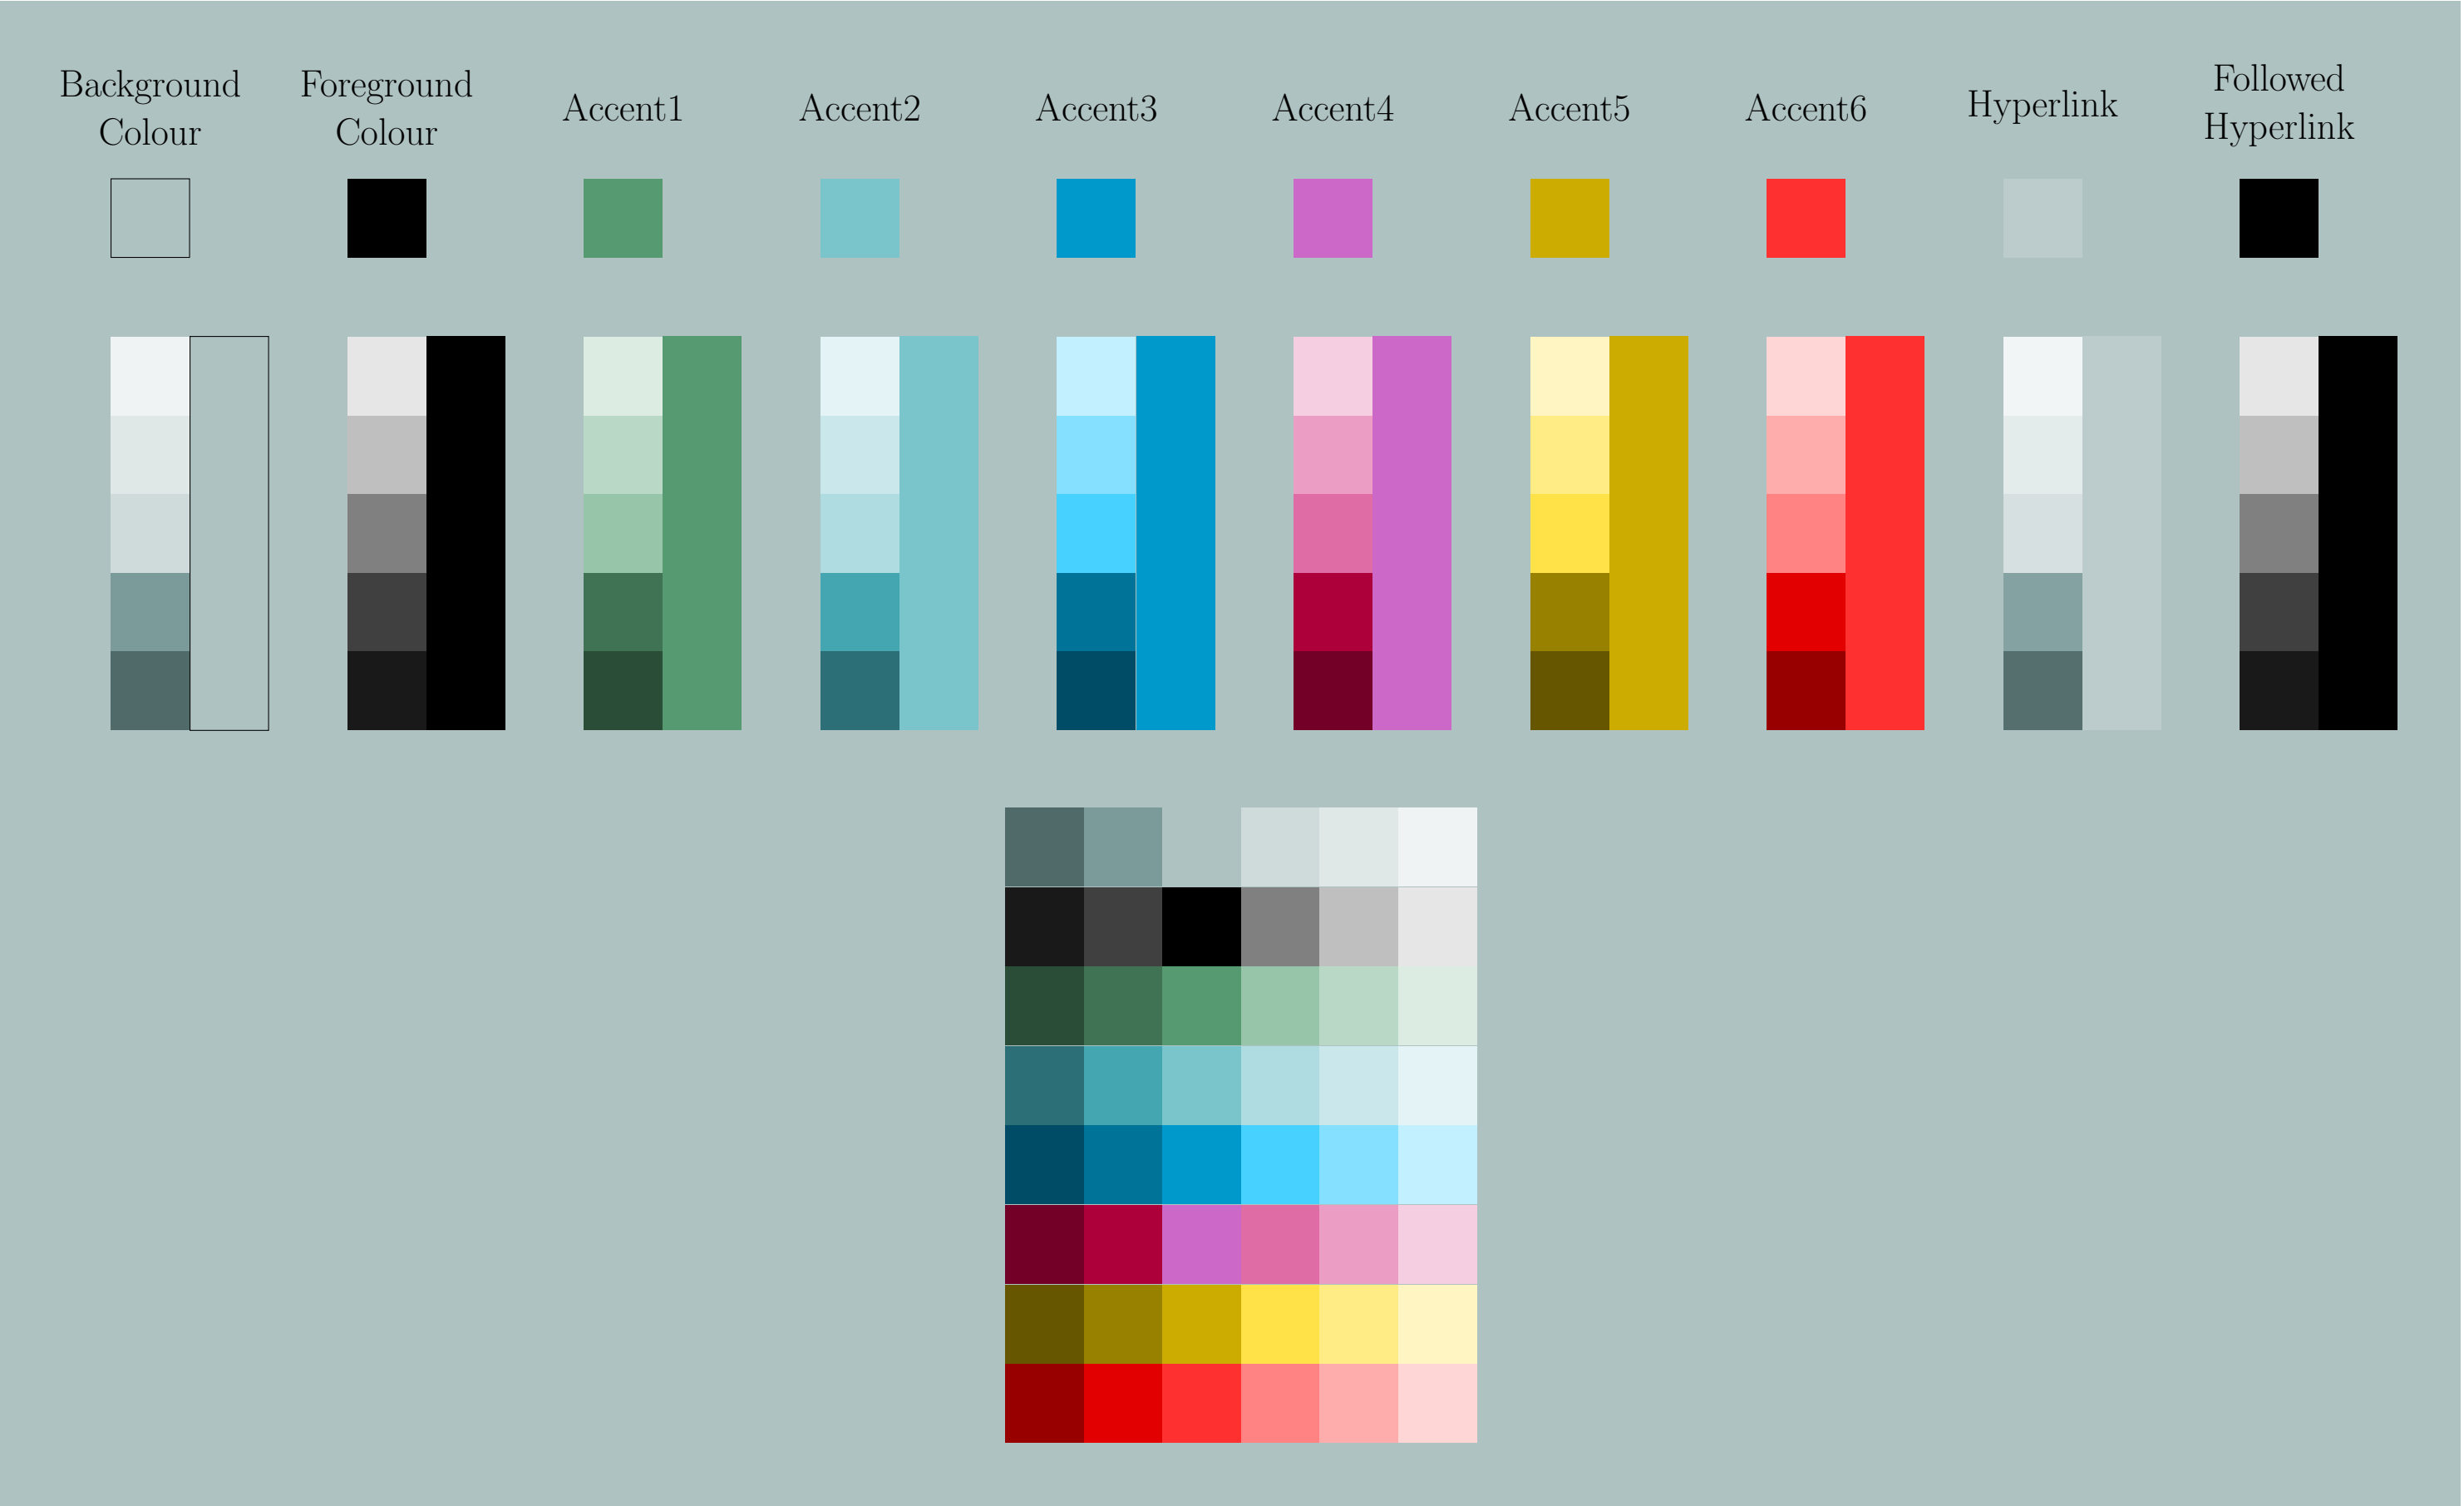 Background
Colour
Foreground
Colour
Accent1
Accent2
Accent3
Accent4
Accent5
Accent6
Hyperlink
Followed
Hyperlink